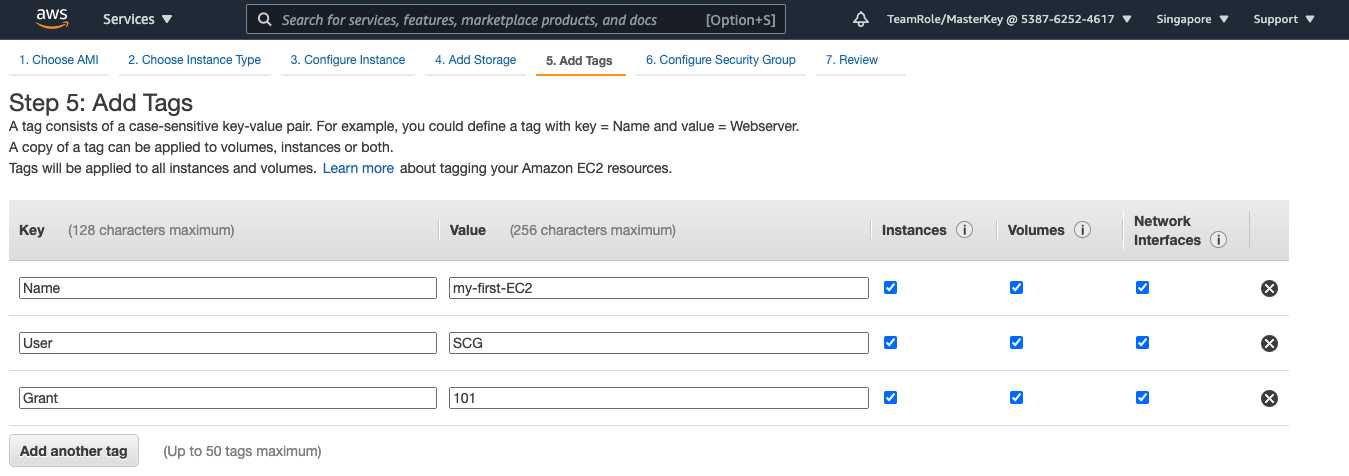 aws Services Search for services, features, marketplace products, and docs [Option+S] TeamRole/MasterKey @ 5387-6252-4617 Singapore Support
1. Choose AMI 2. Choose Instance Type 3. Configure Instance 4. Add Storage 5. Add Tags 6. Configure Security Group 7. Review
Step 5: Add Tags
A tag consists of a case-sensitive key-value pair. For example, you could define a tag with key = Name and value = Webserver.
A copy of a tag can be applied to volumes, instances or both.
Tags will be applied to all instances and volumes. Learn more about tagging your Amazon EC2 resources.
Key (128 characters maximum) Value (256 characters maximum) Instances Volumes Network Interfaces
Name my-first-EC2
User SCG
Grant 101
Add another tag (Up to 50 tags maximum)